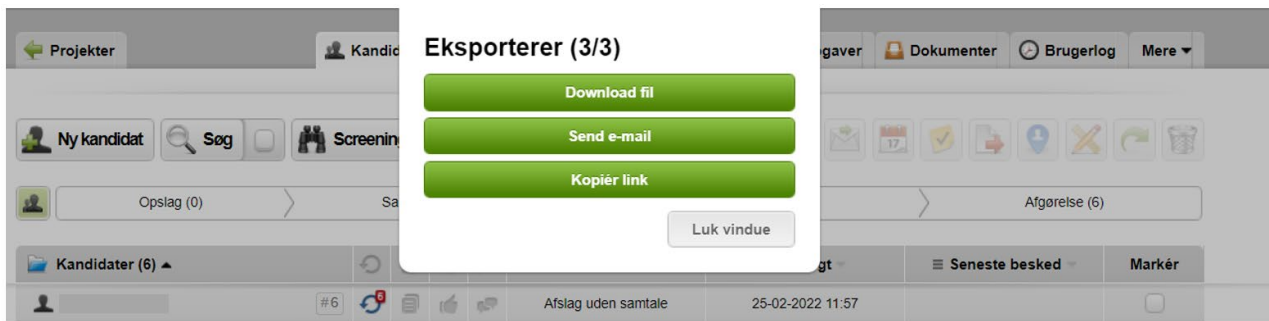 Projekter
Kandid
gaver
Dokumenter
Brugerlog
Mere
Eksporterer (3/3)
Download fil
Send e-mail
Kopiér link
Luk vindue
Ny kandidat
Søg
Screenin
17
Opslag (0)
Sa
Afgørelse (6)
Kandidater (6)
gt
Seneste besked
Markér
#6
6
Afslag uden samtale
25-02-2022 11:57